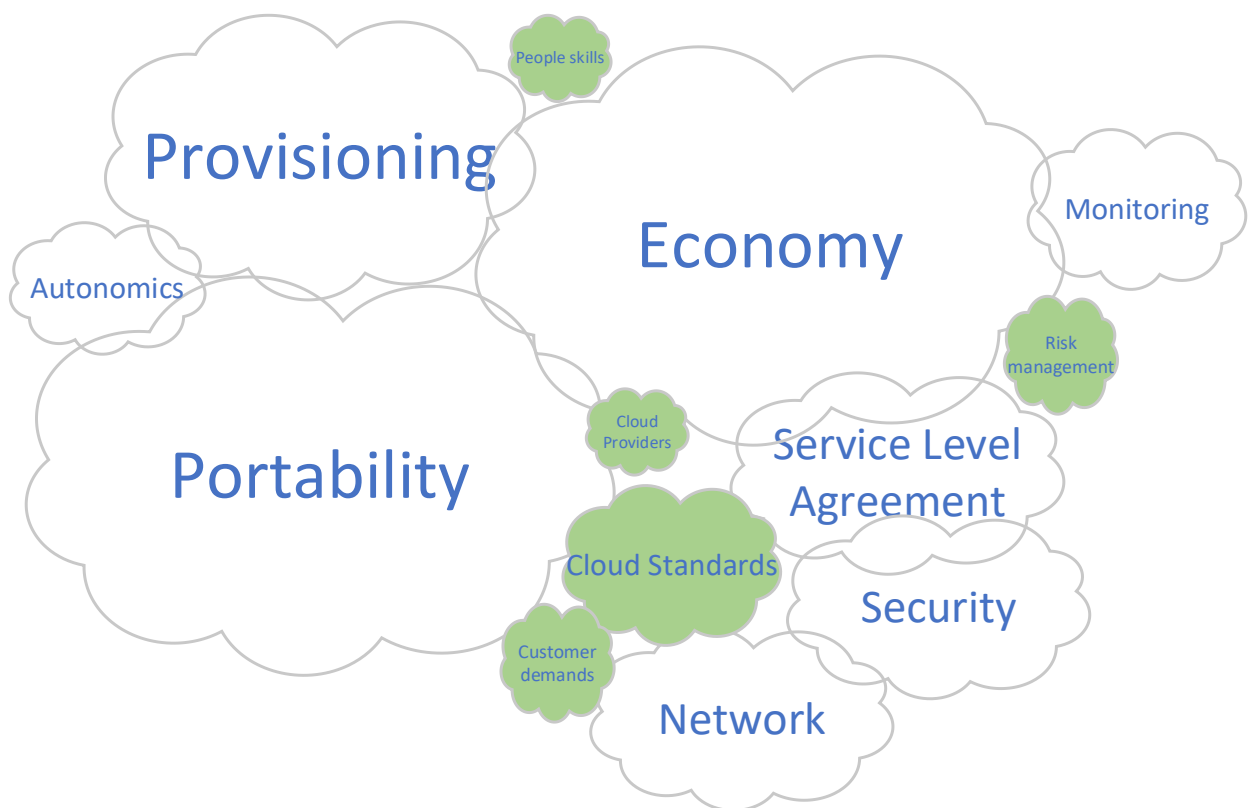 People skills
Provisioning
Economy
Monitoring
Autonomics
Risk
management
Cloud
Providers
Service Level
Agreement
Portability
Cloud Standards
Security
Customer
demands
Network